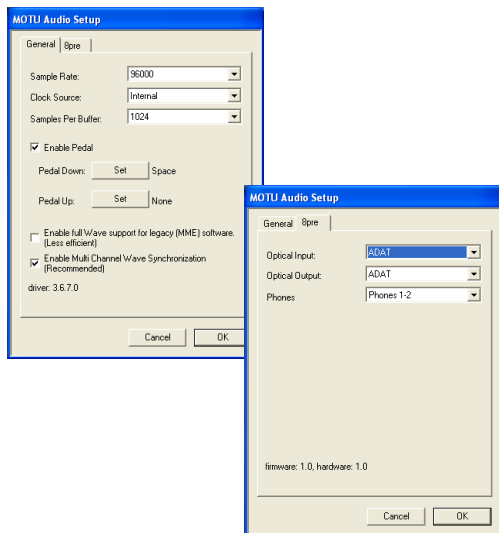 MOTU Audio Setup
General
8pre
Sample Rate:
96000
Clock Source:
Internal
Samples Per Buffer:
1024
Enable Pedal
Pedal Down:
Set
Space
Pedal Up:
Set
None
Enable full Wave support for legacy (MME) software.
(Less efficient)
Enable Multi Channel Wave Synchronization
(Recommended)
driver: 3.6.7.0
Cancel
OK
MOTU Audio Setup
General
8pre
Optical Input:
ADAT
Optical Output:
ADAT
Phones
Phones 1-2
firmware: 1.0, hardware: 1.0
Cancel
OK